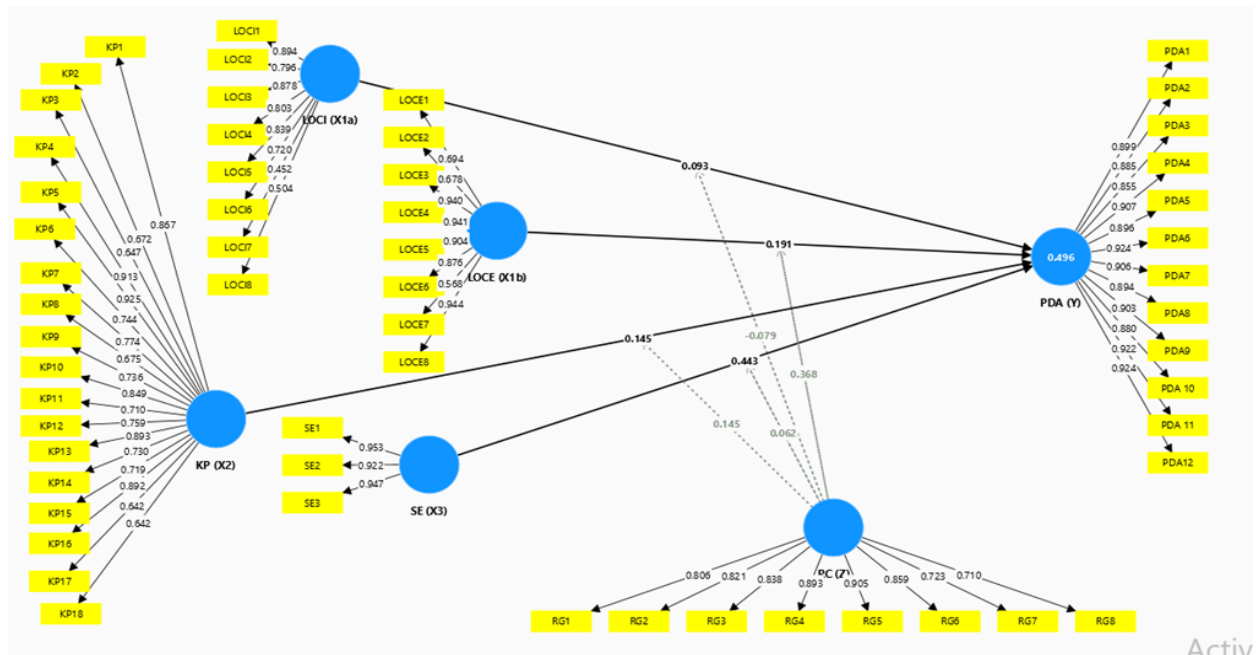 KP1
KP2
KP3
KP4
KP5
KP6
KP7
KP8
KP9
KP10
KP11
KP12
KP13
KP14
KP15
KP16
KP17
KP18
0.867
0.672
0.647
0.913
0.925
0.744
0.774
0.675
0.736
0.849
0.710
0.759
0.893
0.730
0.719
0.892
0.642
0.642
KP (X2)
LOCI1
LOCI2
LOCI3
LOCI4
LOCI5
LOCI6
LOCI7
LOCI8
0.894
0.796
0.878
0.803
0.839
0.720
0.452
0.504
LOCI (X1a)
LOCE1
LOCE2
LOCE3
LOCE4
LOCE5
LOCE6
LOCE7
LOCE8
0.694
0.678
0.940
0.941
0.904
0.876
0.568
0.944
LOCE (X1b)
SE1
SE2
SE3
0.953
0.922
0.947
SE (X3)
0.093
0.191
0.145
0.443
-0.079
0.368
0.145
0.062
PDA1
PDA2
PDA3
PDA4
PDA5
PDA6
PDA7
PDA8
PDA9
PDA 10
PDA 11
PDA12
0.899
0.885
0.855
0.907
0.896
0.924
0.906
0.894
0.903
0.880
0.922
0.924
0.496
PDA (Y)
(Z)
0.806
0.821
0.838
0.893
0.905
0.859
0.723
0.710
RG1
RG2
RG3
RG4
RG5
RG6
RG7
RG8
Activ